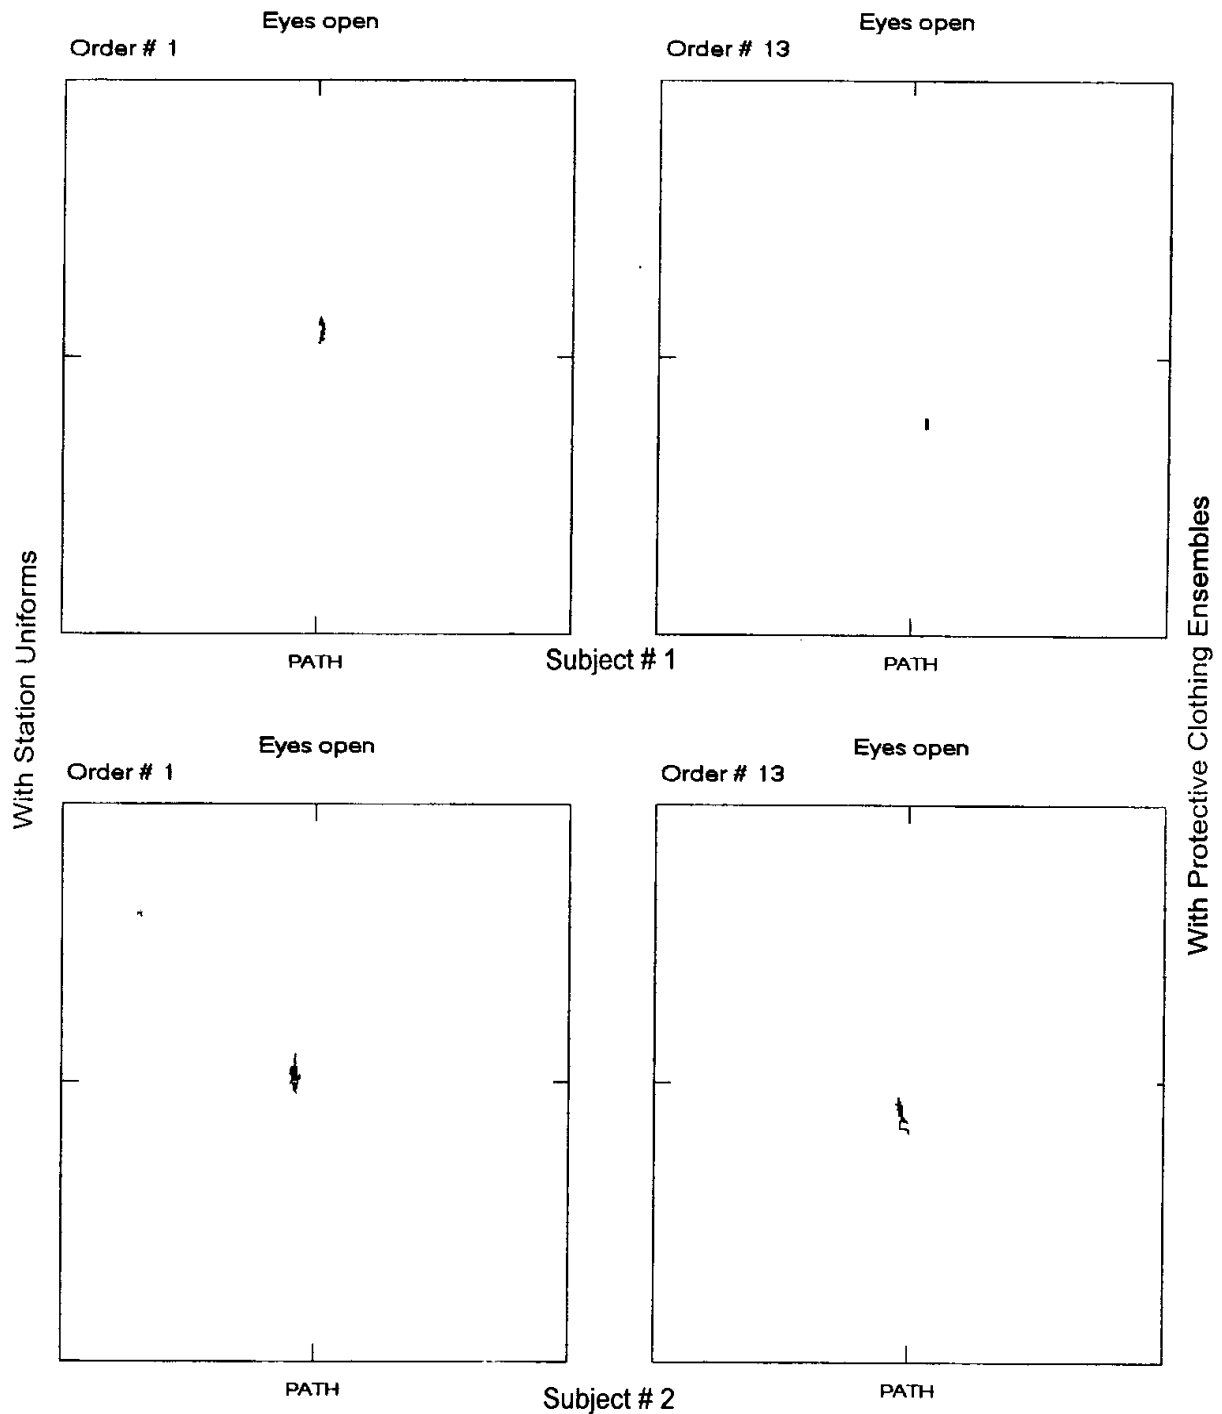 Eyes open
Order # 1
Eyes open
Order # 13
With Station Uniforms
With Protective Clothing Ensembles
PATH
Subject # 1
PATH
Eyes open
Order # 1
Eyes open
Order # 13
PATH
Subject # 2
PATH